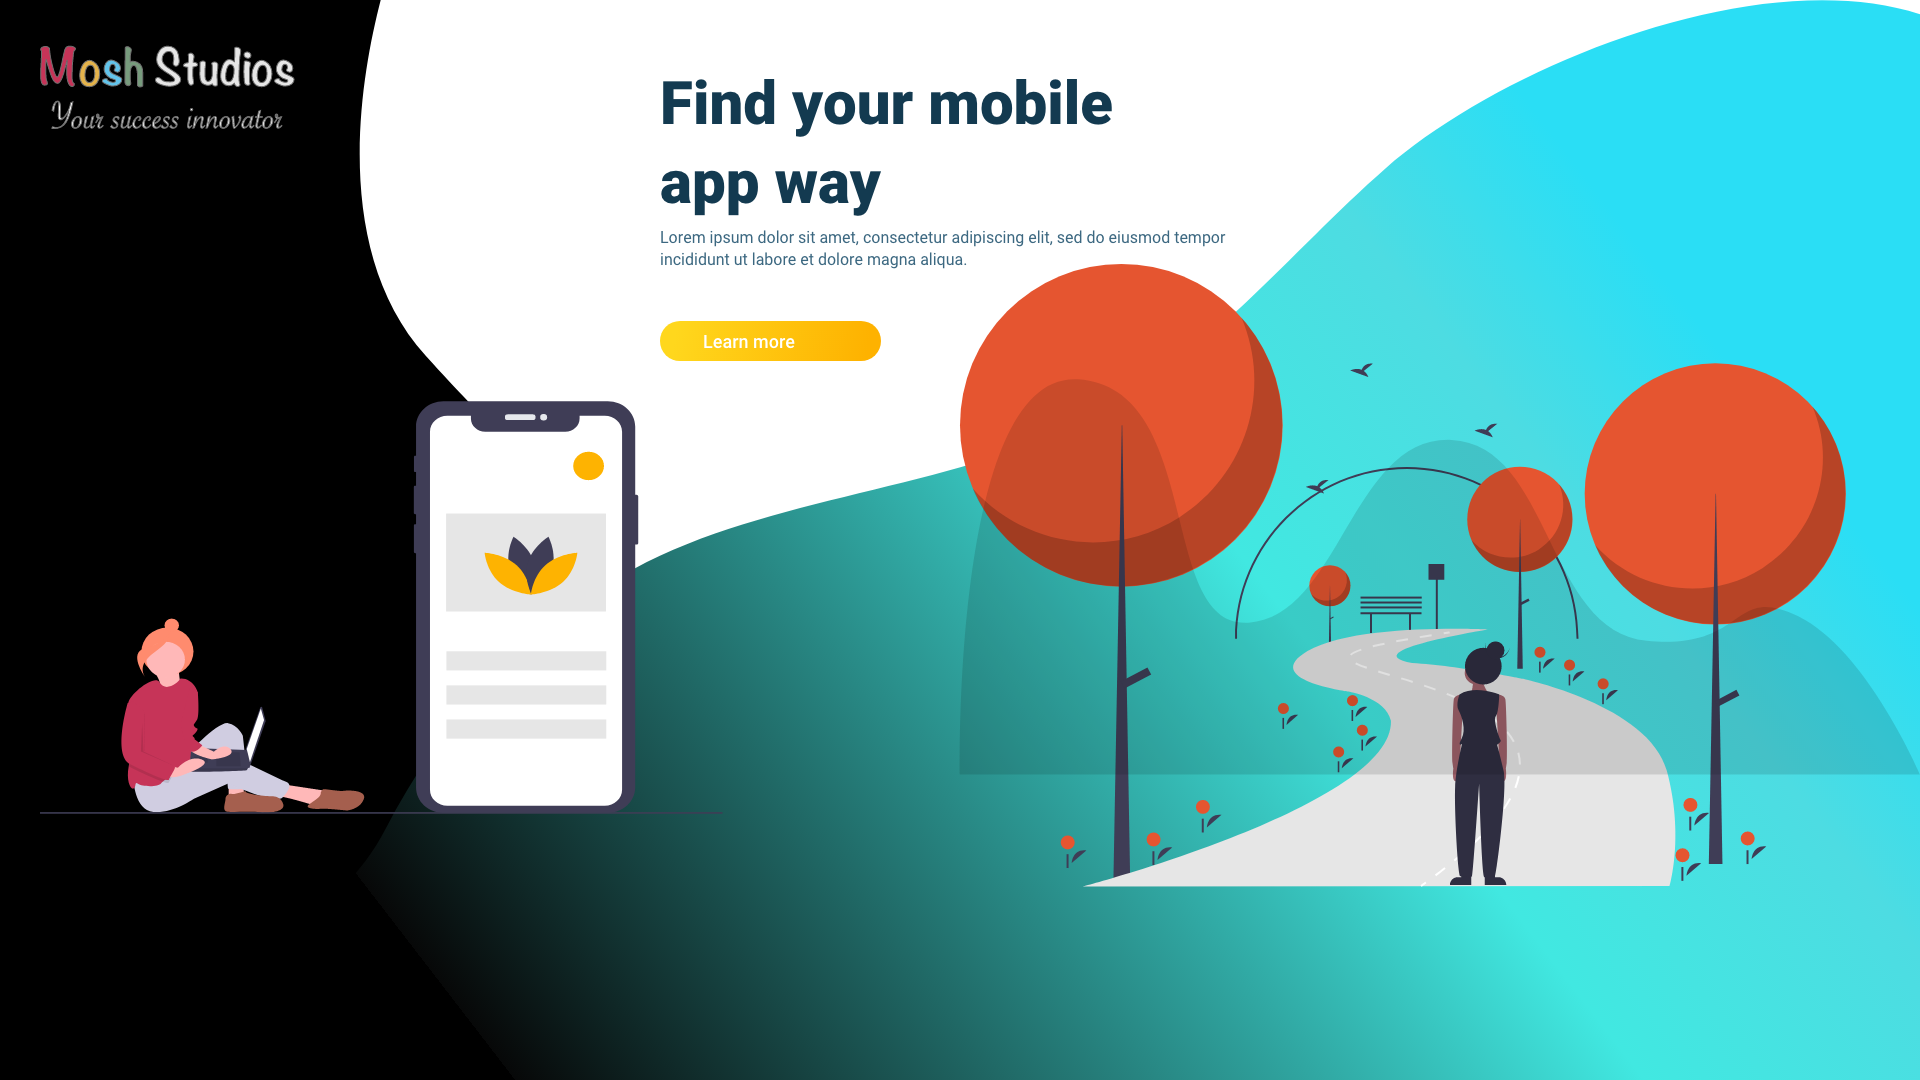 Mosh Studios
Your success innovator
Find your mobile
app way
Lorem ipsum dolor sit amet, consectetur adipiscing elit, sed do eiusmod tempor
incididunt ut labore et dolore magna aliqua.
Learn more